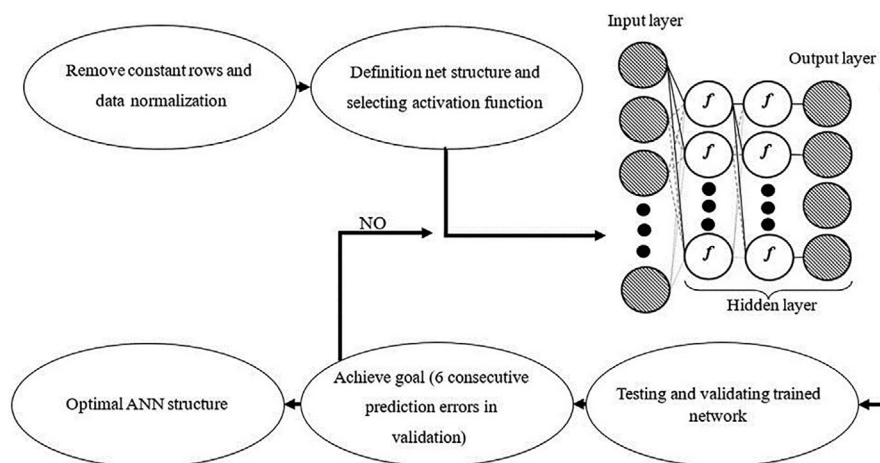 Input layer
Remove constant rows and
data normalization
Definition net structure and
selecting activation function
Output layer
f f
f f
f f
Hidden layer
NO
Optimal ANN structure
Achieve goal (6 consecutive
prediction errors in
validation)
Testing and validating trained
network